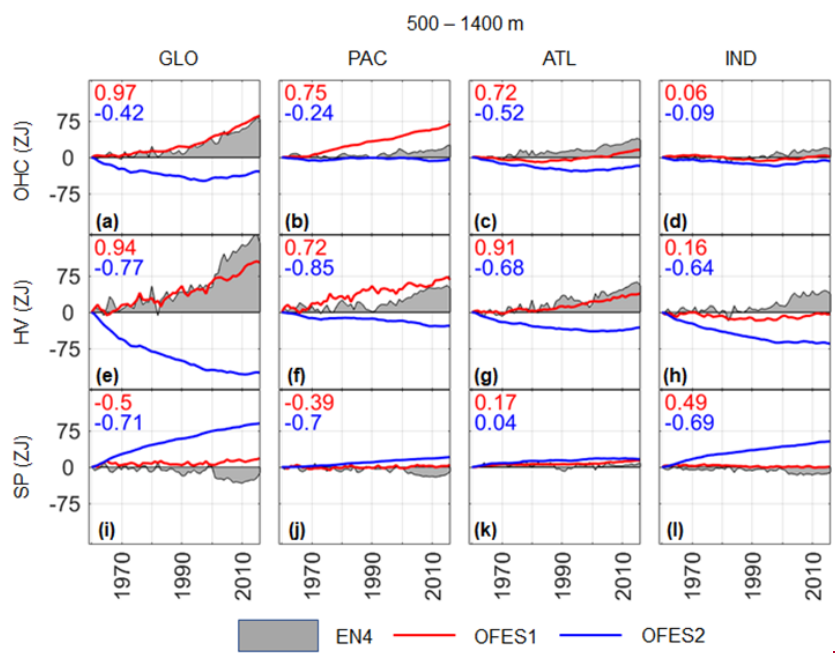 500 – 1400 m
GLO PAC ATL IND
OHC (ZJ)
75
0
-75
0.97
-0.42
(a)
0.75
-0.24
(b)
0.72
-0.52
(c)
0.06
-0.09
(d)
HV (ZJ)
75
0
-75
0.94
-0.77
(e)
0.72
-0.85
(f)
0.91
-0.68
(g)
0.16
-0.64
(h)
SP (ZJ)
75
0
-75
-0.5
-0.71
(i)
-0.39
-0.7
(j)
0.17
0.04
(k)
0.49
-0.69
(l)
1970 1990 2010 1970 1990 2010 1970 1990 2010 1970 1990 2010
EN4 OFES1 OFES2